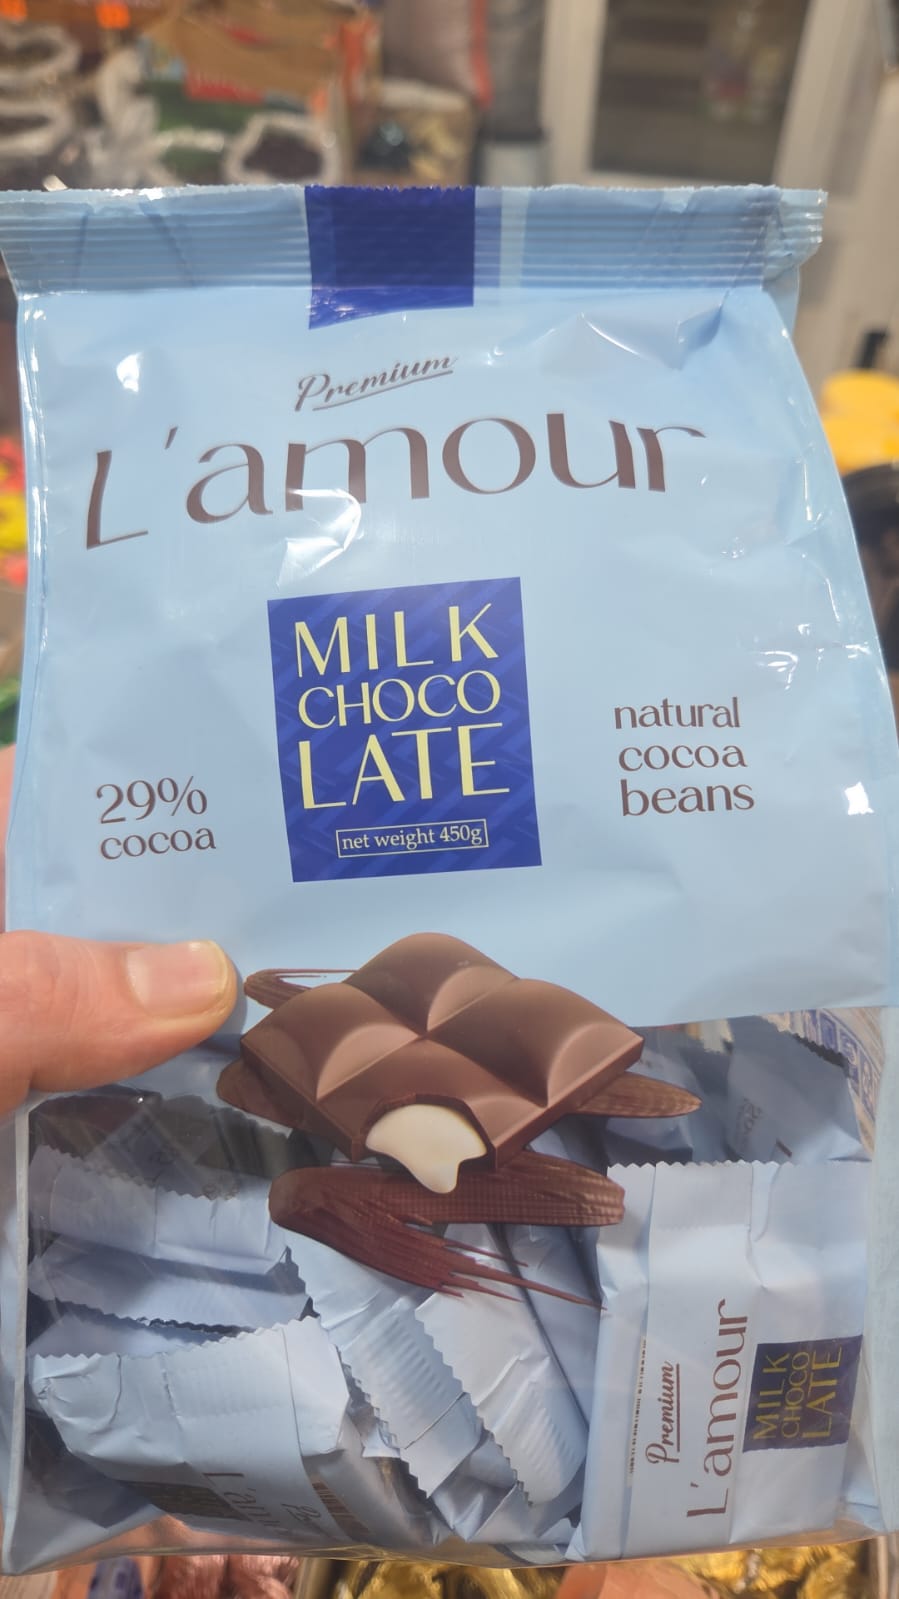 Premium
L'amour
MILK
CHOCO
LATE
net weight 450g
29%
cocoa
natural
cocoa
beans
Premium
L'amour
MILK
CHOCO
LATE